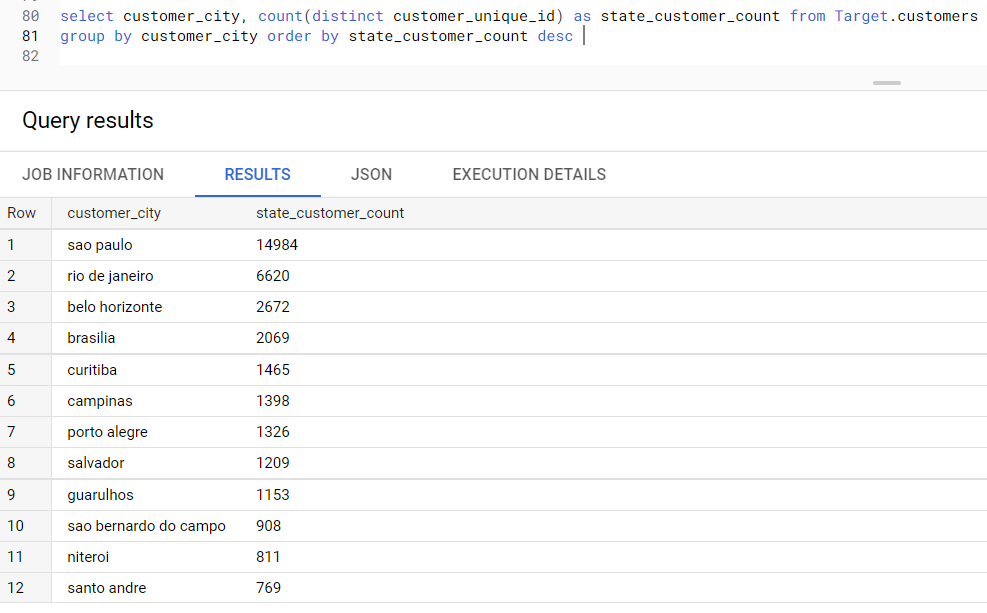 80 select customer_city, count(distinct customer_unique_id) as state_customer_count from Target.customers
81 group by customer_city order by state_customer_count desc
82
Query results
JOB INFORMATION RESULTS JSON EXECUTION DETAILS
Row customer_city state_customer_count
1 sao paulo 14984
2 rio de janeiro 6620
3 belo horizonte 2672
4 brasilia 2069
5 curitiba 1465
6 campinas 1398
7 porto alegre 1326
8 salvador 1209
9 guarulhos 1153
10 sao bernardo do campo 908
11 niteroi 811
12 santo andre 769